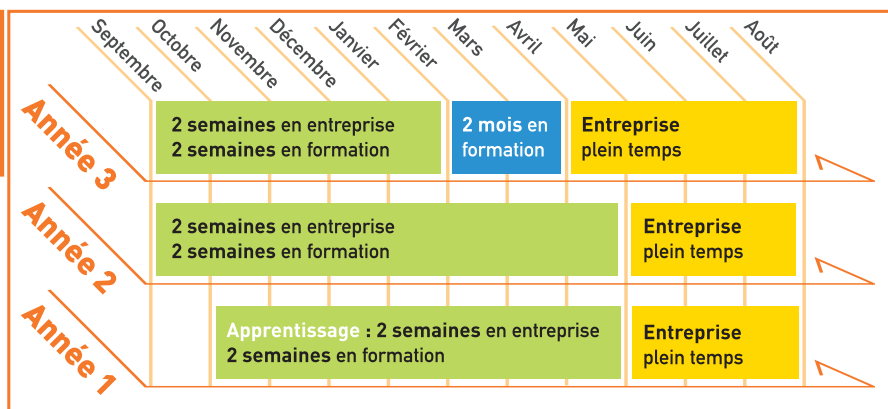 Septembre
Octobre
Novembre
Décembre
Janvier
Février
Mars
Avril
Mai
Juin
Juillet
Août
Année 3
2 semaines en entreprise
2 semaines en formation
2 mois en
formation
Entreprise
plein temps
Année 2
2 semaines en entreprise
2 semaines en formation
Entreprise
plein temps
Année 1
Apprentissage : 2 semaines en entreprise
2 semaines en formation
Entreprise
plein temps